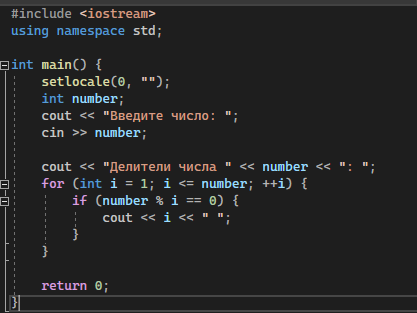 #include <iostream>
using namespace std;
int main() {
    setlocale(0, "");
    int number;
    cout << "Введите число: ";
    cin >> number;
    cout << "Делители числа " << number << ": ";
    for (int i = 1; i <= number; ++i) {
        if (number % i == 0) {
            cout << i << " ";
        }
    }
    return 0;
}